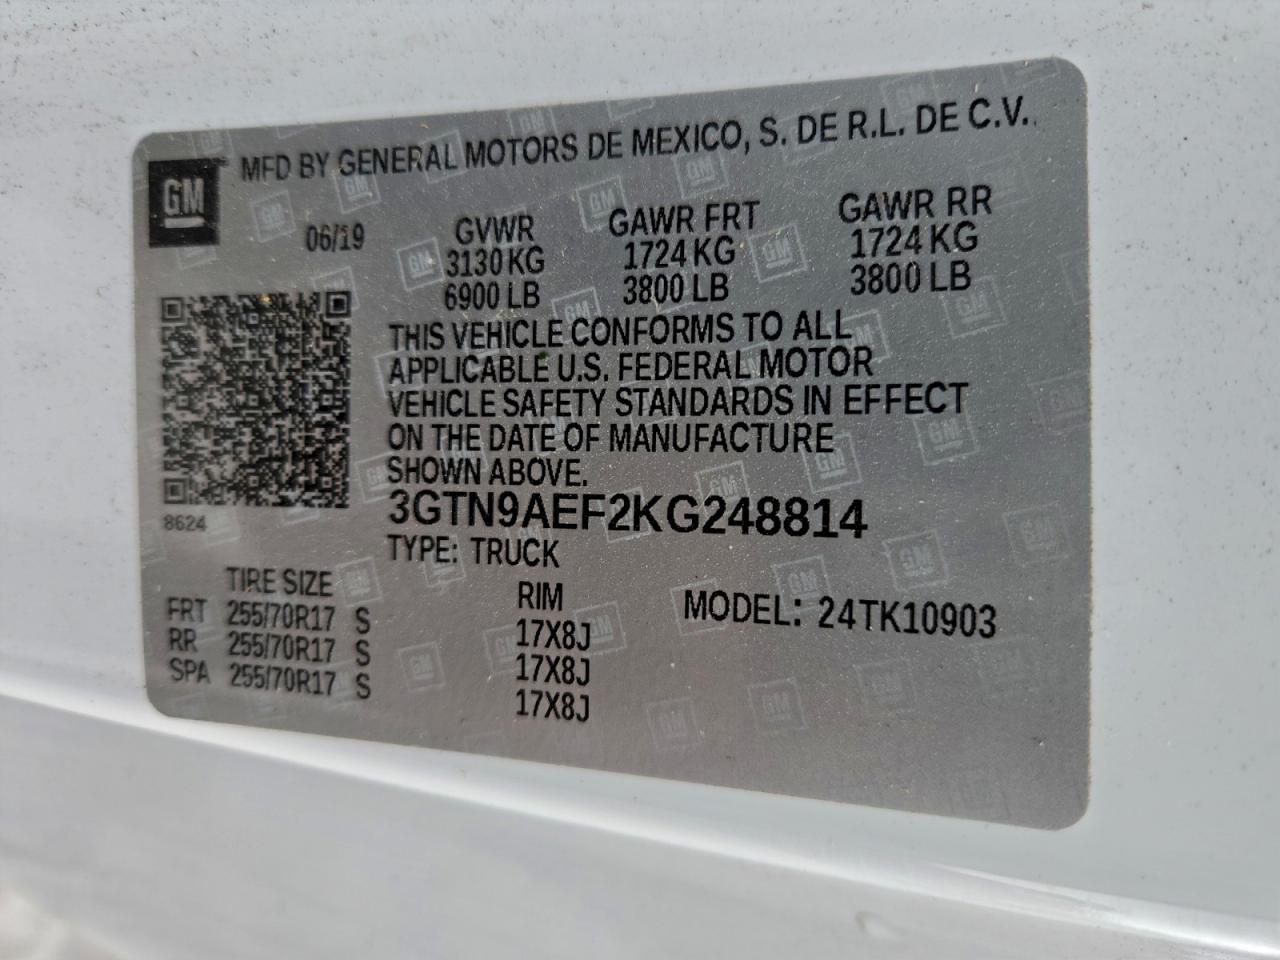 MFD BY GENERAL MOTORS DE MEXICO, S. DE R.L. DE C.V.
GM
06/19 GVWR GAWR FRT GAWR RR
3130 KG 1724 KG 1724 KG
6900 LB 3800 LB 3800 LB
THIS VEHICLE CONFORMS TO ALL
APPLICABLE U.S. FEDERAL MOTOR
VEHICLE SAFETY STANDARDS IN EFFECT
ON THE DATE OF MANUFACTURE
SHOWN ABOVE.
8624
3GTN9AEF2KG248814
TYPE: TRUCK
TIRE SIZE RIM MODEL: 24TK10903
FRT 255/70R17 S 17X8J
RR 255/70R17 S 17X8J
SPA 255/70R17 S 17X8J